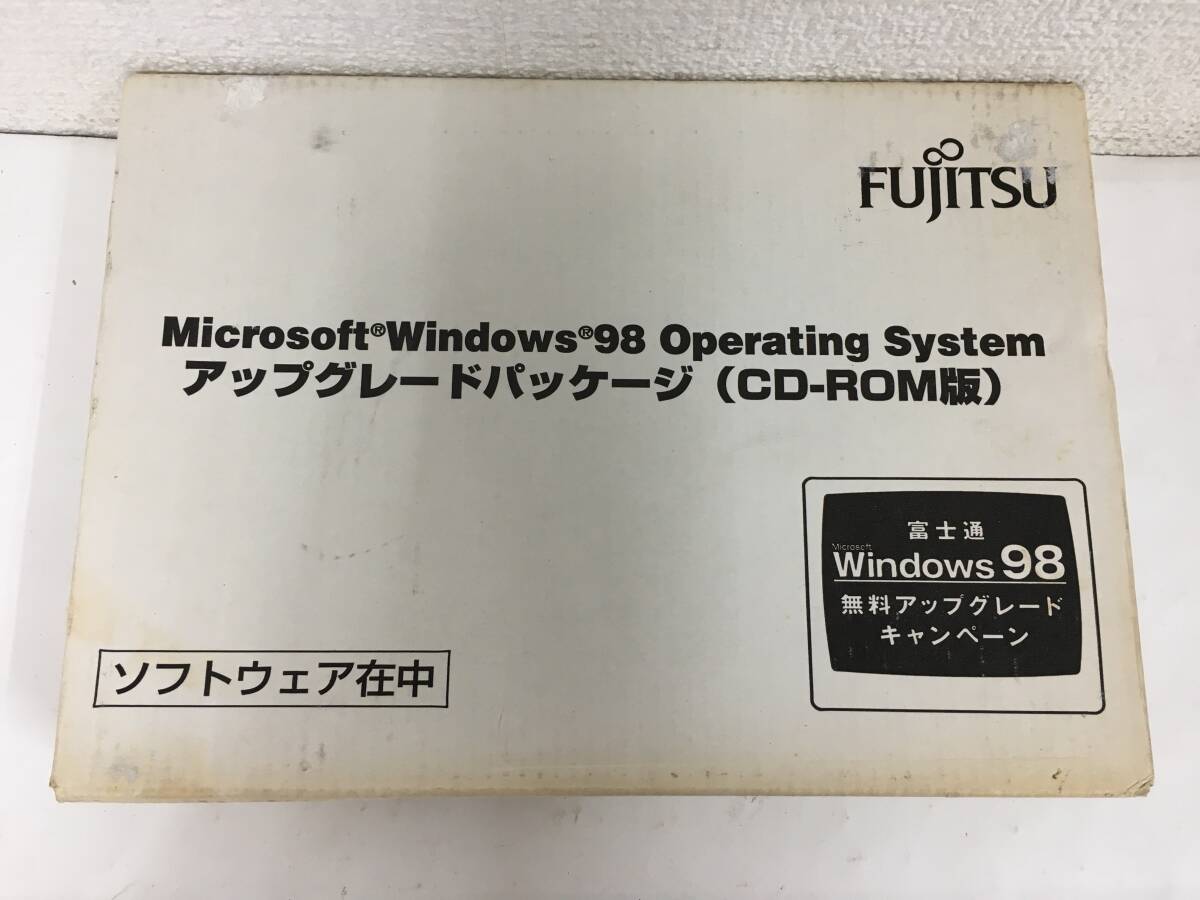 FUJITSU
Microsoft®Windows®98 Operating System
アップグレードパッケージ（CD-ROM版）
富士通
Microsoft
Windows 98
無料アップグレード
キャンペーン
ソフトウェア在中